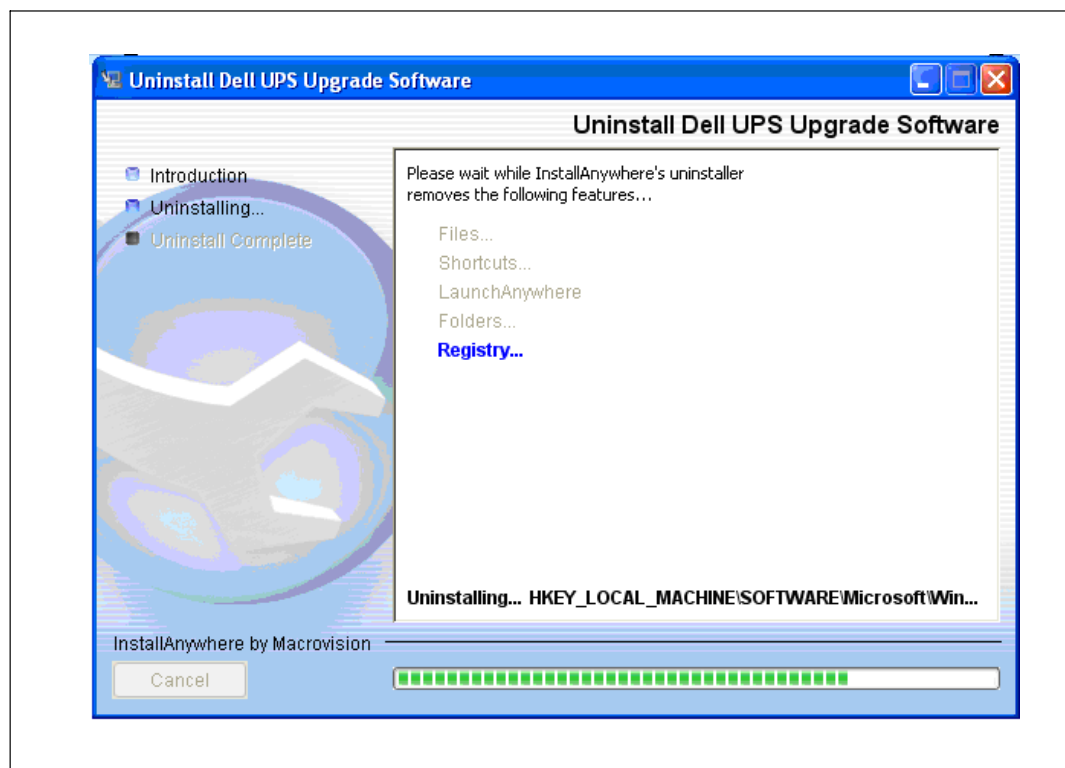 Uninstall Dell UPS Upgrade Software
Uninstall Dell UPS Upgrade Software
Introduction
Uninstalling...
Uninstall Complete
Please wait while InstallAnywhere's uninstaller
removes the following features...
Files...
Shortcuts...
LaunchAnywhere
Folders...
Registry...
Uninstalling... HKEY_LOCAL_MACHINE\SOFTWARE\Microsoft\Win...
InstallAnywhere by Macrovision
Cancel